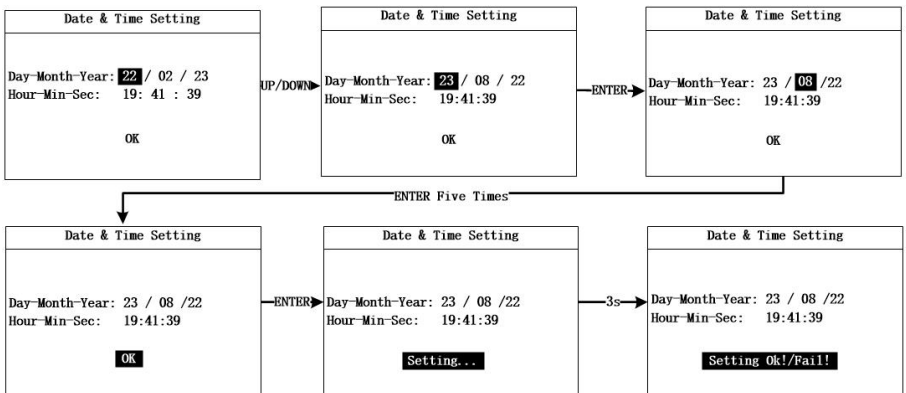 Date & Time Setting
Day-Month-Year: 22 / 02 / 23
Hour-Min-Sec: 19: 41 : 39
OK
UP/DOWN
Date & Time Setting
Day-Month-Year: 23 / 08 / 22
Hour-Min-Sec: 19:41:39
OK
ENTER
Date & Time Setting
Day-Month-Year: 23 / 08 /22
Hour-Min-Sec: 19:41:39
OK
ENTER Five Times
Date & Time Setting
Day-Month-Year: 23 / 08 /22
Hour-Min-Sec: 19:41:39
OK
ENTER
Date & Time Setting
Day-Month-Year: 23 / 08 /22
Hour-Min-Sec: 19:41:39
Setting...
3s
Date & Time Setting
Day-Month-Year: 23 / 08 /22
Hour-Min-Sec: 19:41:39
Setting Ok!/Fail!